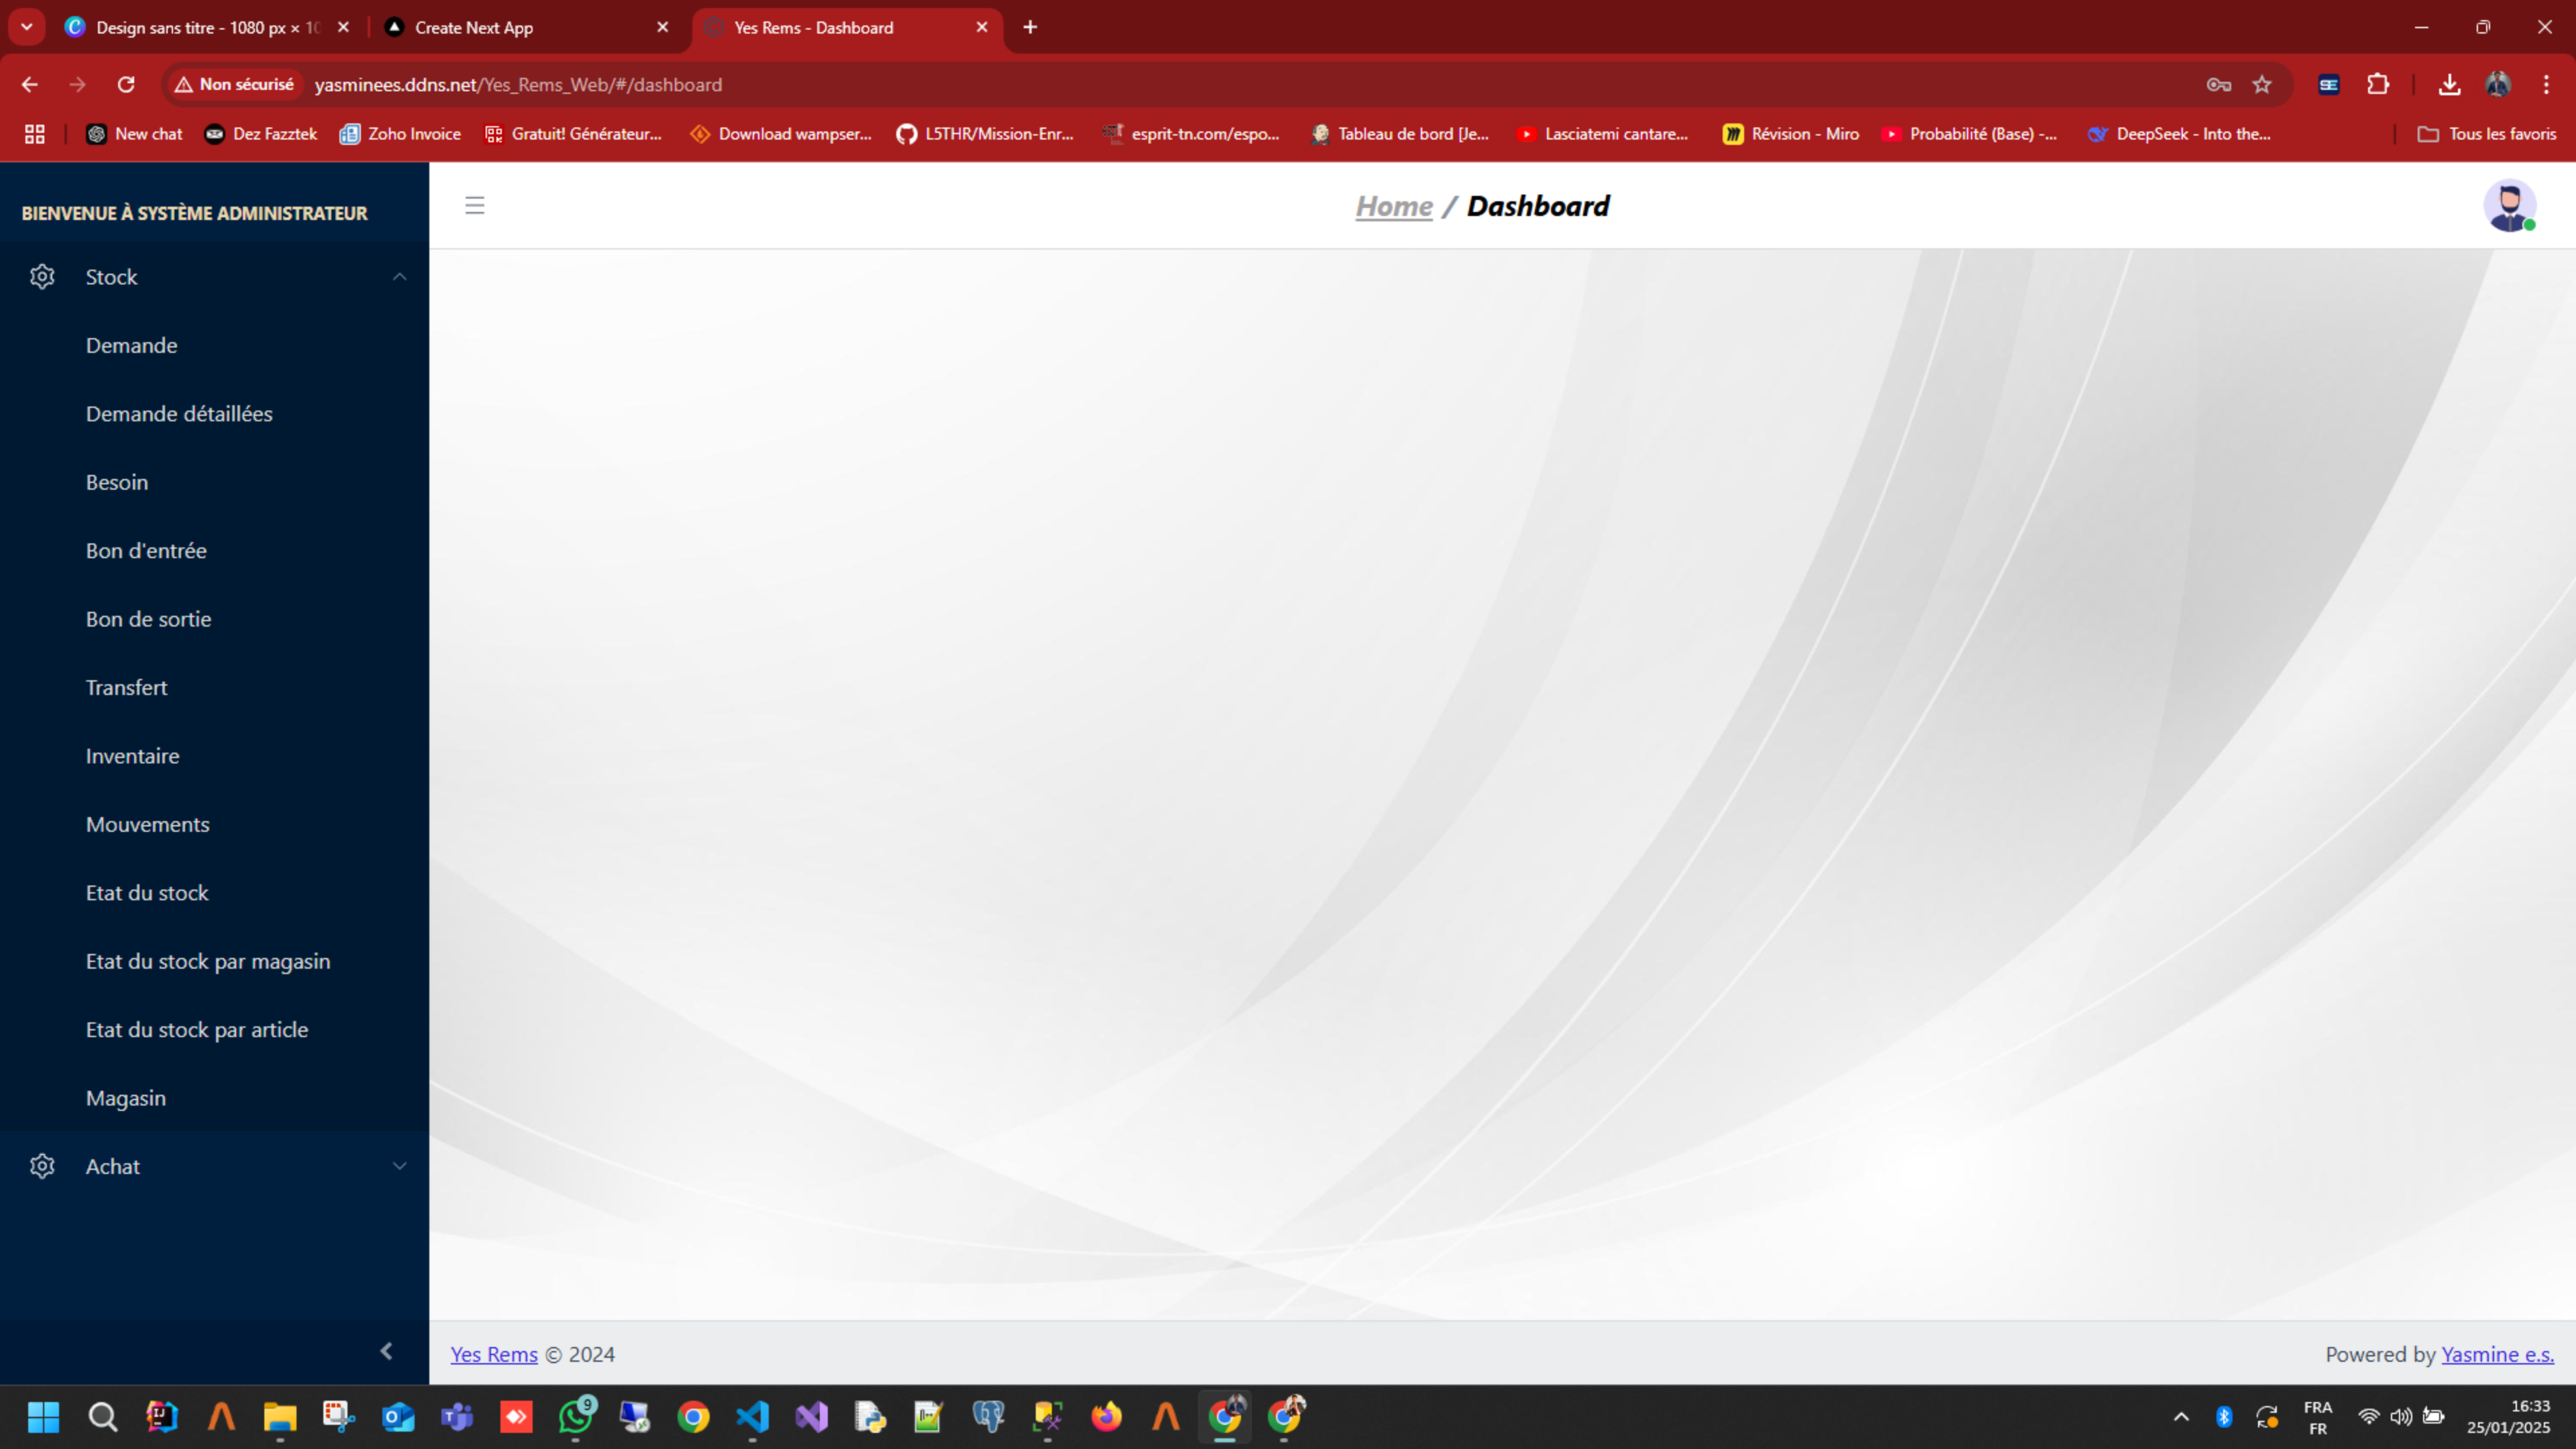 Design sans titre - 1080 px × 10
Create Next App
Yes Rems - Dashboard
Non sécurisé
yasminees.ddns.net/Yes_Rems_Web/#/dashboard
New chat
Dez Fazztek
Zoho Invoice
Gratuit! Générateur...
Download wampser...
L5THR/Mission-Enr...
esprit-tn.com/espo...
Tableau de bord [Je...
Lasciatemi cantare...
Révision - Miro
Probabilité (Base) -...
DeepSeek - Into the...
Tous les favoris
BIENVENUE À SYSTÈME ADMINISTRATEUR
Home / Dashboard
Stock
Demande
Demande détaillées
Besoin
Bon d'entrée
Bon de sortie
Transfert
Inventaire
Mouvements
Etat du stock
Etat du stock par magasin
Etat du stock par article
Magasin
Achat
Yes Rems © 2024
Powered by Yasmine e.s.
9
FRA
FR
16:33
25/01/2025